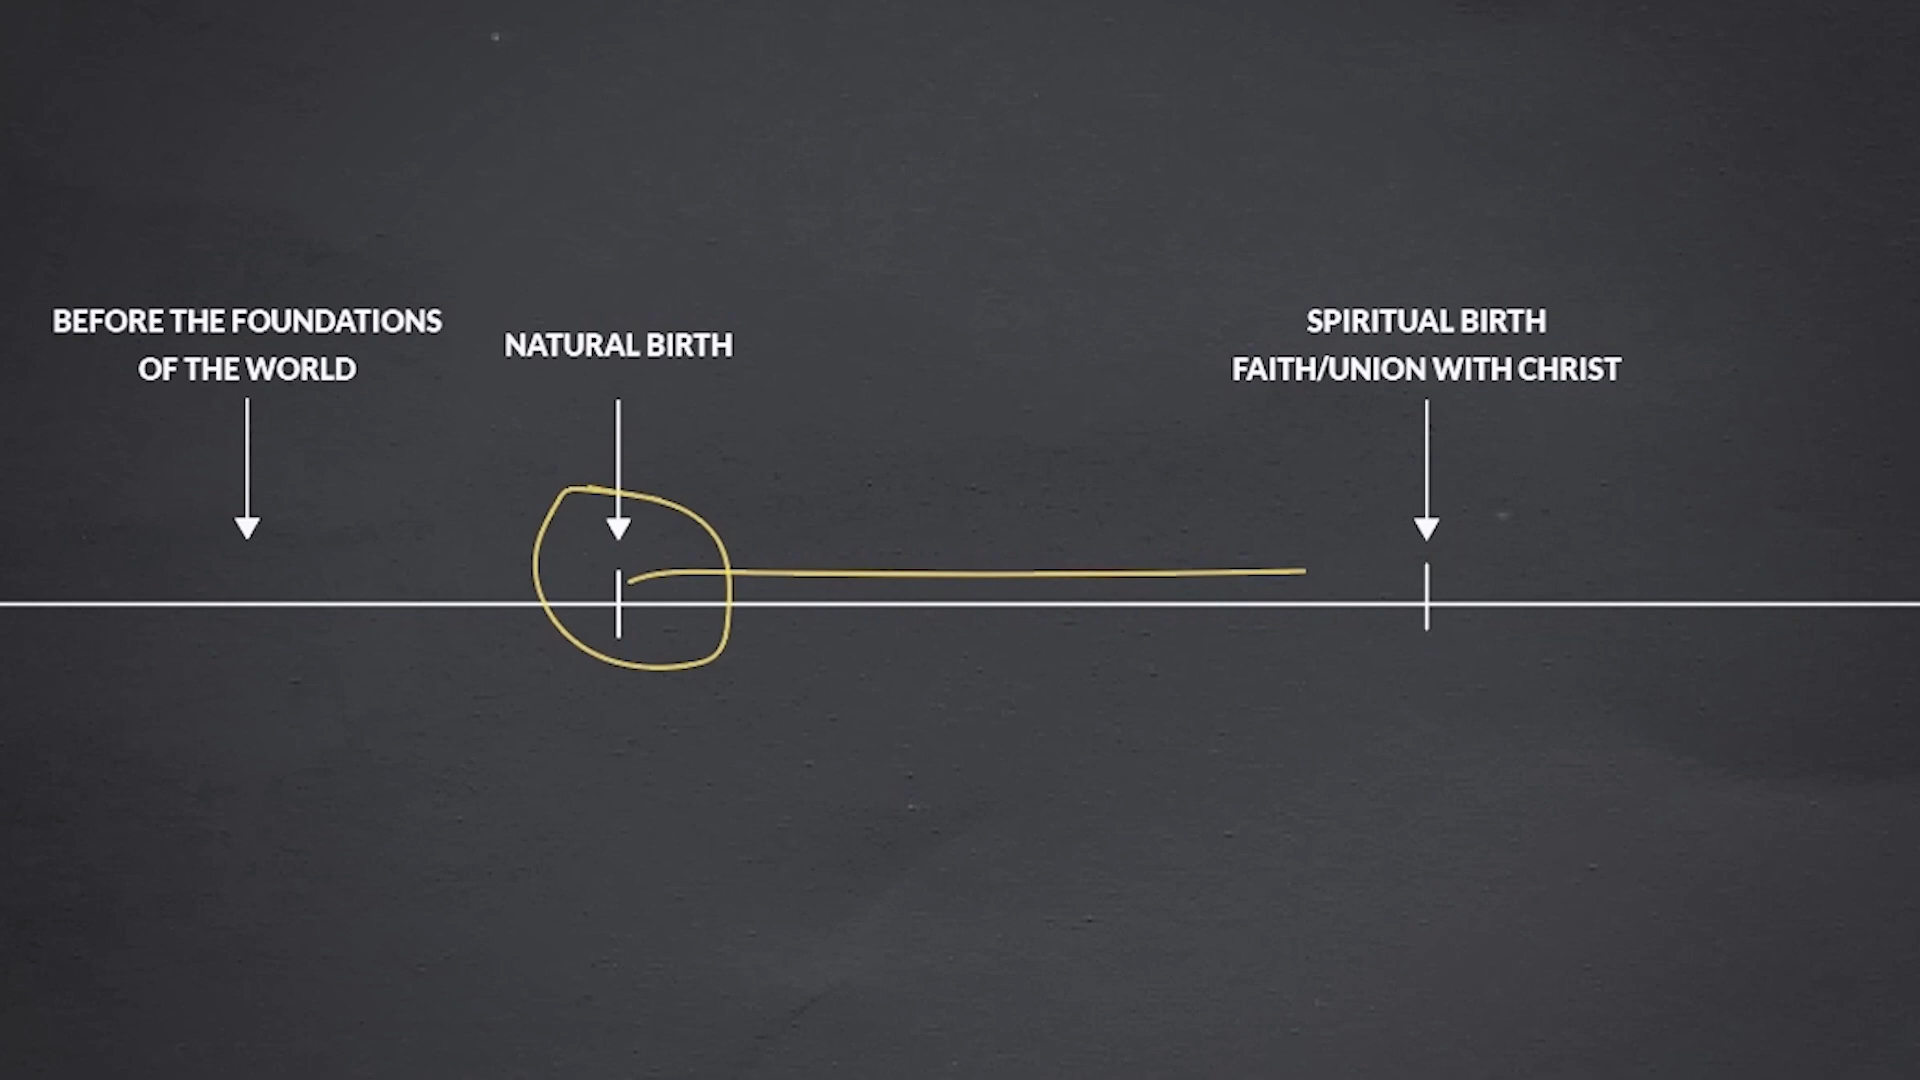 BEFORE THE FOUNDATIONS
OF THE WORLD
NATURAL BIRTH
SPIRITUAL BIRTH
FAITH/UNION WITH CHRIST